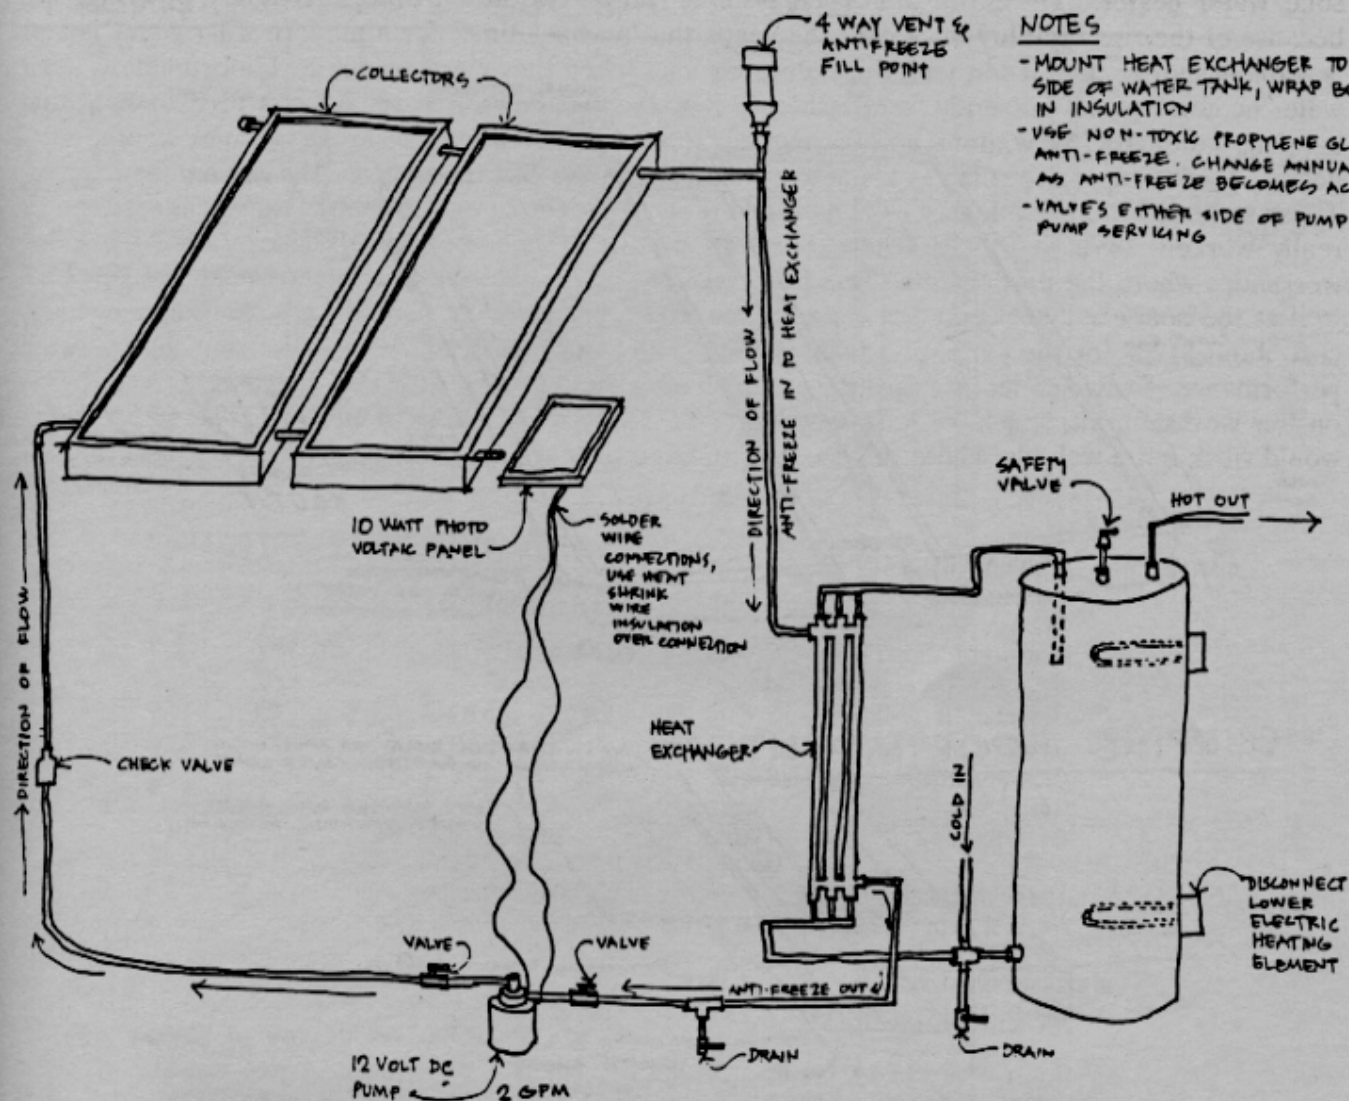 4 WAY VENT &
ANTIFREEZE
FILL POINT
NOTES
- MOUNT HEAT EXCHANGER TO
SIDE OF WATER TANK, WRAP
IN INSULATION
- USE NON-TOXIC PROPYLENE
ANTI-FREEZE. CHANGE
AS ANTI-FREEZE BECOMES
- VALVES EITHER SIDE OF PUMP
PUMP SERVICING
COLLECTORS
DIRECTION OF FLOW
ANTI-FREEZE IN TO HEAT EXCHANGER
10 WATT PHOTO
VOLTAIC PANEL
SOLDER
WIRE
CONNECTIONS,
USE HEAT
SHRINK
WIRE
INSULATION
OVER CONNECTION
SAFETY
VALVE
HOT OUT
DIRECTION OF FLOW
CHECK VALVE
HEAT
EXCHANGER
COLD IN
DISCONNECT
LOWER
ELECTRIC
HEATING
ELEMENT
VALVE
VALVE
ANTI-FREEZE OUT
DRAIN
DRAIN
12 VOLT DC
PUMP
2 GPM